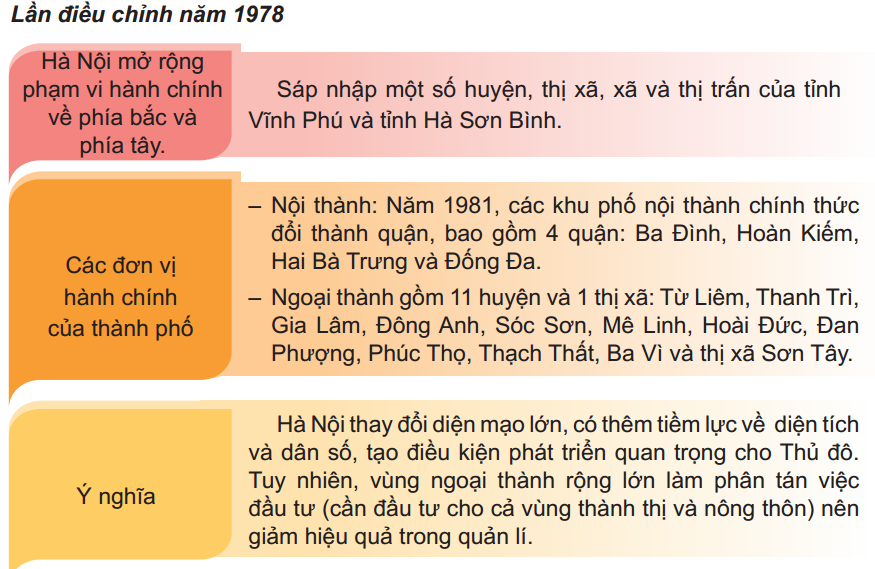 Lần điều chỉnh năm 1978
Hà Nội mở rộng
phạm vi hành chính
về phía bắc và
phía tây.
Sáp nhập một số huyện, thị xã, xã và thị trấn của tỉnh
Vĩnh Phú và tỉnh Hà Sơn Bình.
Các đơn vị
hành chính
của thành phố
– Nội thành: Năm 1981, các khu phố nội thành chính thức
đổi thành quận, bao gồm 4 quận: Ba Đình, Hoàn Kiếm,
Hai Bà Trưng và Đống Đa.
– Ngoại thành gồm 11 huyện và 1 thị xã: Từ Liêm, Thanh Trì,
Gia Lâm, Đông Anh, Sóc Sơn, Mê Linh, Hoài Đức, Đan
Phượng, Phúc Thọ, Thạch Thất, Ba Vì và thị xã Sơn Tây.
Ý nghĩa
Hà Nội thay đổi diện mạo lớn, có thêm tiềm lực về diện tích
và dân số, tạo điều kiện phát triển quan trọng cho Thủ đô.
Tuy nhiên, vùng ngoại thành rộng lớn làm phân tán việc
đầu tư (cần đầu tư cho cả vùng thành thị và nông thôn) nên
giảm hiệu quả trong quản lí.